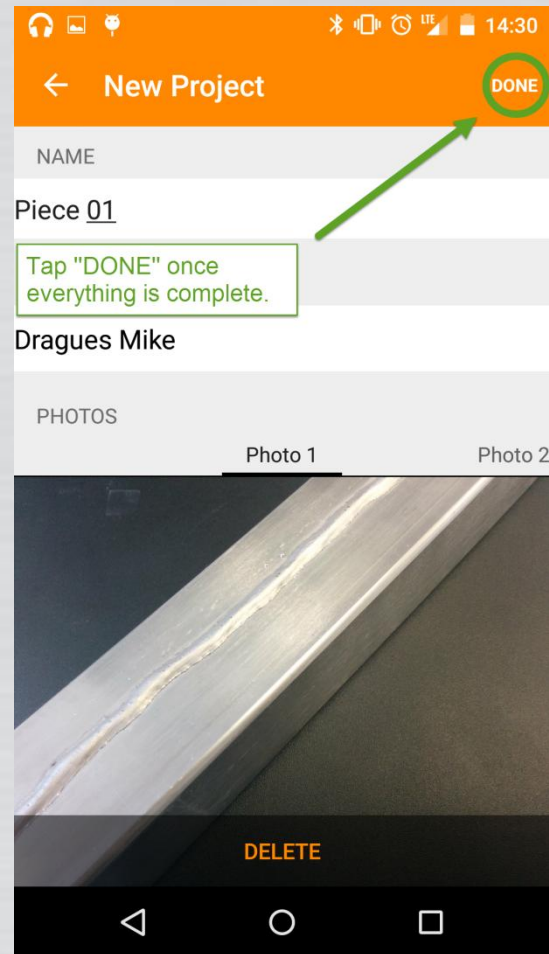 LTE 14:30
New Project DONE
NAME
Piece 01
Tap "DONE" once
everything is complete.
Dragues Mike
PHOTOS
Photo 1 Photo 2
DELETE